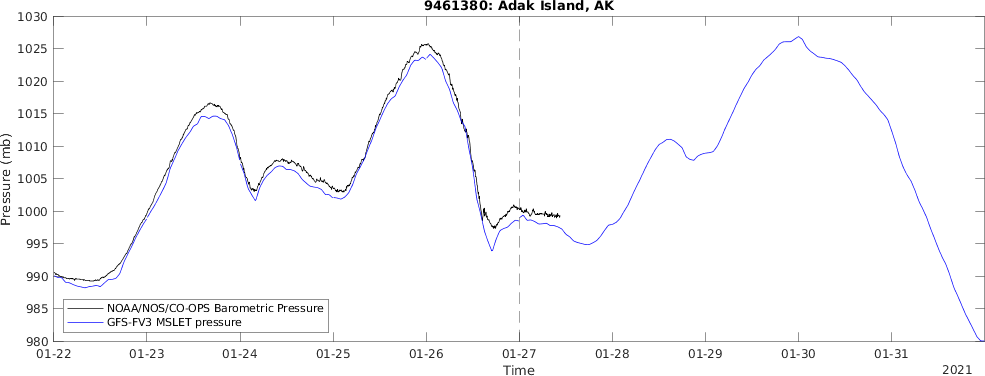 9461380: Adak Island, AK
Pressure (mb)
1030
1025
1020
1015
1010
1005
1000
995
990
985
980
NOAA/NOS/CO-OPS Barometric Pressure
GFS-FV3 MSLET pressure
01-22 01-23 01-24 01-25 01-26 01-27 01-28 01-29 01-30 01-31
Time
2021